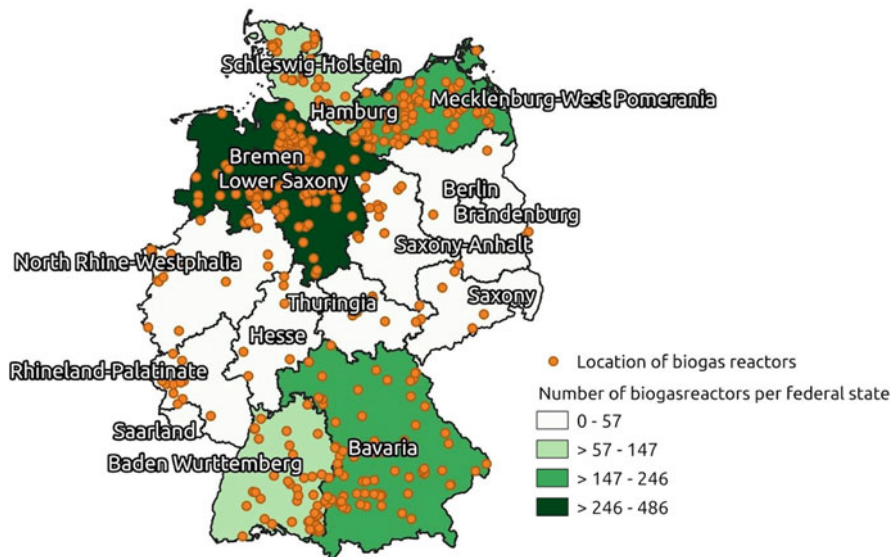 Schleswig-Holstein
Mecklenburg-West Pomerania
Hamburg
Bremen
Lower Saxony
Berlin
Brandenburg
Saxony-Anhalt
North Rhine-Westphalia
Thuringia
Saxony
Hesse
Rhineland-Palatinate
Saarland
Baden Wurttemberg
Bavaria
Location of biogas reactors
Number of biogasreactors per federal state
0 - 57
> 57 - 147
> 147 - 246
> 246 - 486